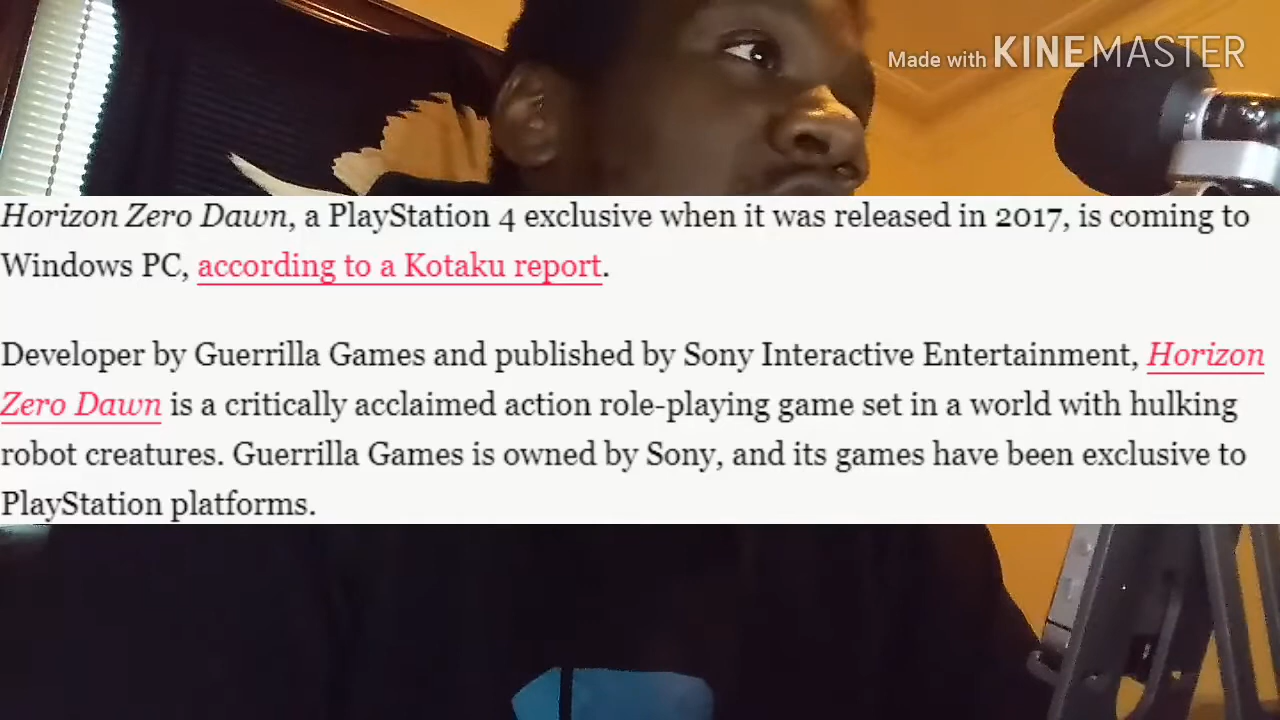 Made with KINEMASTER
Horizon Zero Dawn, a PlayStation 4 exclusive when it was released in 2017, is coming to
Windows PC, according to a Kotaku report.
Developer by Guerrilla Games and published by Sony Interactive Entertainment, Horizon
Zero Dawn is a critically acclaimed action role-playing game set in a world with hulking
robot creatures. Guerrilla Games is owned by Sony, and its games have been exclusive to
PlayStation platforms.